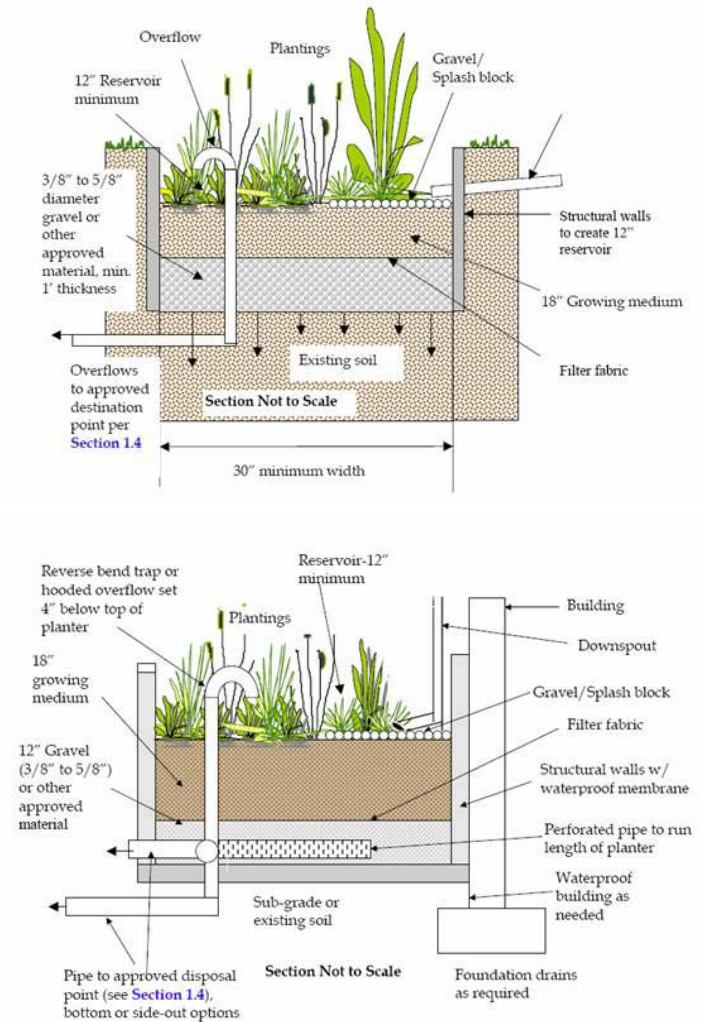 Overflow
Plantings
Gravel/
Splash block
12" Reservoir
minimum
3/8" to 5/8"
diameter
gravel or
other
approved
material, min.
1' thickness
Structural walls
to create 12"
reservoir
18" Growing medium
Filter fabric
Existing soil
Overflows
to approved
destination
point per
Section 1.4
Section Not to Scale
30" minimum width
Reverse bend trap or
hooded overflow set
4" below top of
planter
Reservoir-12"
minimum
Plantings
Building
Downspout
18"
growing
medium
Gravel/Splash block
Filter fabric
12" Gravel
(3/8" to 5/8")
or other
approved
material
Structural walls w/
waterproof membrane
Perforated pipe to run
length of planter
Waterproof
building as
needed
Sub-grade or
existing soil
Pipe to approved disposal
point (see Section 1.4),
bottom or side-out options
Section Not to Scale
Foundation drains
as required